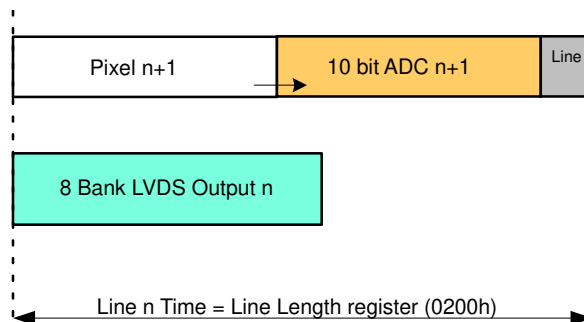 Pixel n+1
10 bit ADC n+1
Line
8 Bank LVDS Output n
Line n Time = Line Length register (0200h)